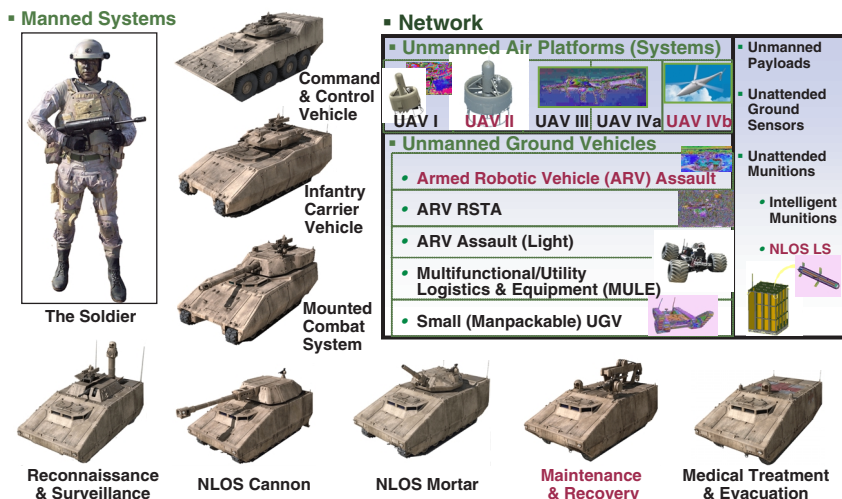 Manned Systems
Command
& Control
Vehicle
Infantry
Carrier
Vehicle
Mounted
Combat
System
The Soldier
Network
Unmanned Air Platforms (Systems)
UAV I
UAV II
UAV III
UAV IVa
UAV IVb
Unmanned Ground Vehicles
Armed Robotic Vehicle (ARV) Assault
ARV RSTA
ARV Assault (Light)
Multifunctional/Utility
Logistics & Equipment (MULE)
Small (Manpackable) UGV
Unmanned
Payloads
Unattended
Ground
Sensors
Unattended
Munitions
Intelligent
Munitions
NLOS LS
Reconnaissance
& Surveillance
NLOS Cannon
NLOS Mortar
Maintenance
& Recovery
Medical Treatment
& Evacuation